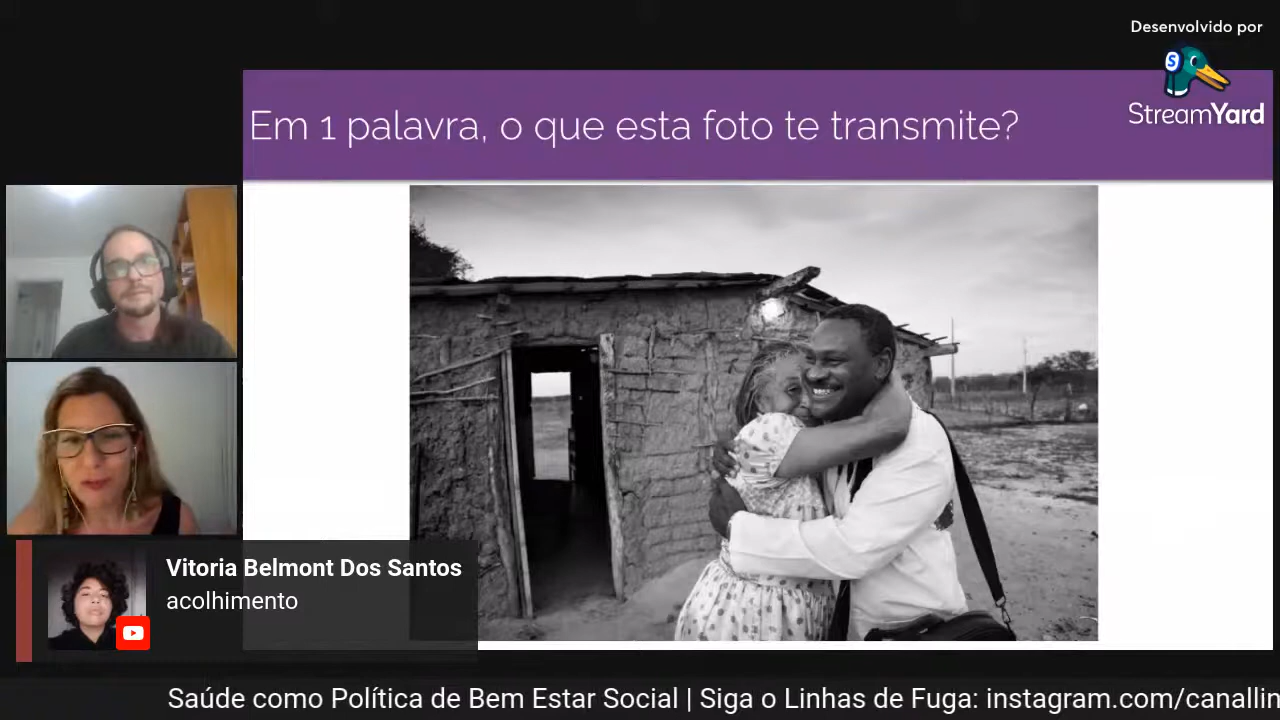 Desenvolvido por
StreamYard
Em 1 palavra, o que esta foto te transmite?
Vitoria Belmont Dos Santos
acolhimento
Saúde como Política de Bem Estar Social | Siga o Linhas de Fuga: instagram.com/canallin